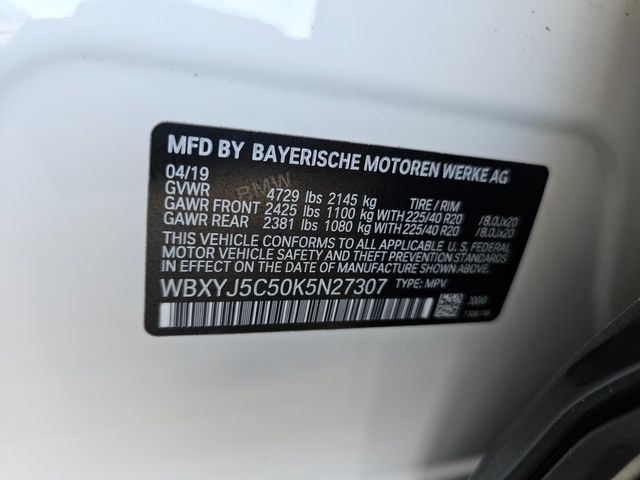 MFD BY BAYERISCHE MOTOREN WERKE AG
04/19
BMW
GVWR 4729 lbs 2145 kg TIRE / RIM
GAWR FRONT 2425 lbs 1100 kg WITH 225/40 R20 /8.0Jx20
GAWR REAR 2381 lbs 1080 kg WITH 225/40 R20 /8.0Jx20
THIS VEHICLE CONFORMS TO ALL APPLICABLE U. S. FEDERAL
MOTOR VEHICLE SAFETY, BUMPER, AND THEFT PREVENTION STANDARDS
IN EFFECT ON THE DATE OF MANUFACTURE SHOWN ABOVE.
WBXYJ5C50K5N27307 TYPE: MPV